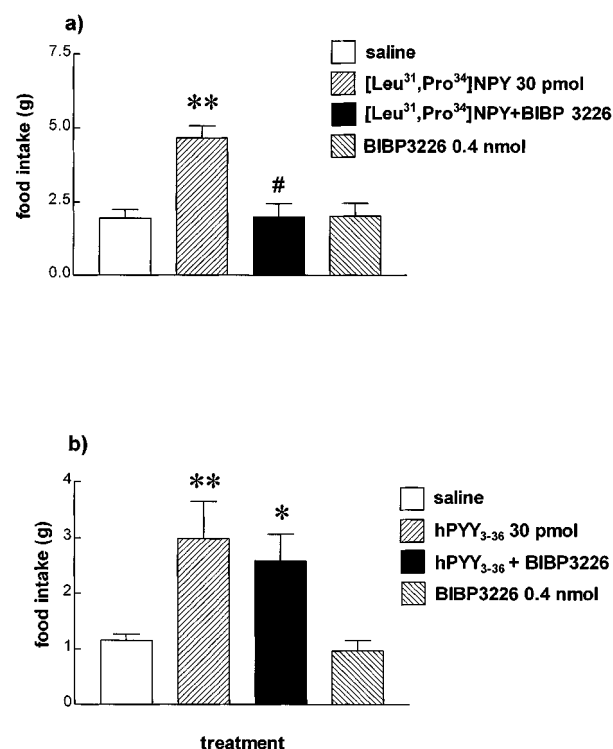 a)
food intake (g)
7.5
5.0
2.5
0.0
**
#
saline
[Leu³¹,Pro³⁴]NPY 30 pmol
[Leu³¹,Pro³⁴]NPY+BIBP 3226
BIBP3226 0.4 nmol
b)
food intake (g)
4
3
2
1
0
**
*
saline
hPYY₃₋₃₆ 30 pmol
hPYY₃₋₃₆ + BIBP3226
BIBP3226 0.4 nmol
treatment